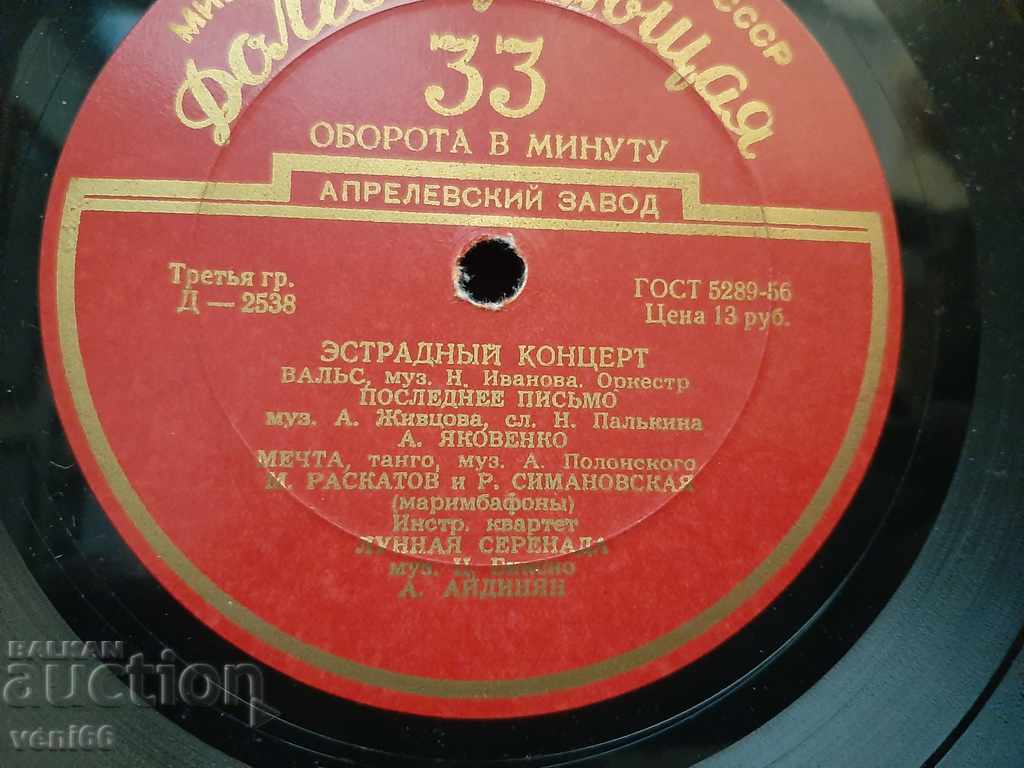 СССР
33
ОБОРОТА В МИНУТУ
АПРЕЛЕВСКИЙ ЗАВОД
Третья гр.
Д — 2538
ГОСТ 5289-56
Цена 13 руб.
ЭСТРАДНЫЙ КОНЦЕРТ
ВАЛЬС, муз. Н. Иванова. Оркестр
ПОСЛЕДНЕЕ ПИСЬМО
муз. А. Живцова, сл. Н. Палькина
А. ЯКОВЕНКО
МЕЧТА, танго, муз. А. Полонского
М. РАСКАТОВ и Р. СИМАНОВСКАЯ
(маримбафоны)
Инстр. квартет
ЛУННАЯ СЕРЕНАДА
муз. Ц.
А. АЙДИНЯН
BALKAN
auction
veni66